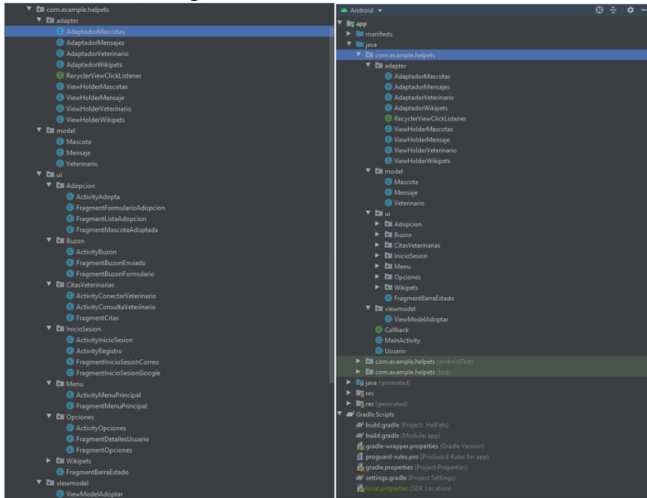 com.example.helpets
adapter
AdaptadorMascotas
AdaptadorMensajes
AdaptadorVeterinario
AdaptadorWikipets
RecyclerViewClickListener
ViewHolderMascotas
ViewHolderMensaje
ViewHolderVeterinario
ViewHolderWikipets
model
Mascota
Mensaje
Veterinario
ui
Adopcion
ActivityAdopta
FragmentFormularioAdopcion
FragmentListaAdopcion
FragmentMascotaAdoptada
Buzon
ActivityBuzon
FragmentBuzonEnviado
FragmentBuzonFormulario
CitasVeterinarias
ActivityConectarVeterinario
ActivityConsultaVeterinario
FragmentCitas
InicioSesion
ActivityInicioSesion
ActivityRegistro
FragmentInicioSesionCorreo
FragmentInicioSesionGoogle
Menu
ActivityMenuPrincipal
FragmentMenuPrincipal
Opciones
ActivityOpciones
FragmentDetallesUsuario
FragmentOpciones
Wikipets
FragmentBarraEstado
viewmodel
ViewModelAdoptar
Android
app
manifests
java
com.example.helpets
adapter
AdaptadorMascotas
AdaptadorMensajes
AdaptadorVeterinario
AdaptadorWikipets
RecyclerViewClickListener
ViewHolderMascotas
ViewHolderMensaje
ViewHolderVeterinario
ViewHolderWikipets
model
Mascota
Mensaje
Veterinario
ui
Adopcion
Buzon
CitasVeterinarias
InicioSesion
Menu
Opciones
Wikipets
FragmentBarraEstado
viewmodel
ViewModelAdoptar
Callback
MainActivity
Usuario
com.example.helpets (androidTest)
com.example.helpets (test)
java (generated)
res
res (generated)
Gradle Scripts
build.gradle (Project: HelPets)
build.gradle (Module: app)
gradle-wrapper.properties (Gradle Version)
proguard-rules.pro (ProGuard Rules for app)
gradle.properties (Project Properties)
settings.gradle (Project Settings)
local.properties (SDK Location)